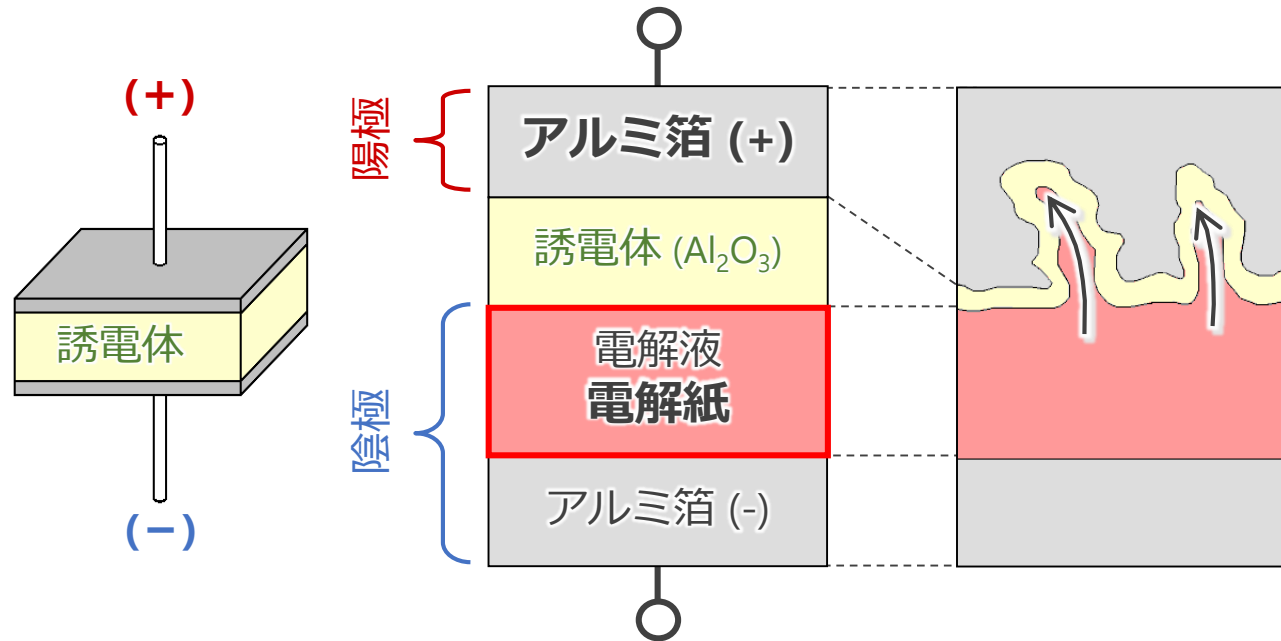 (+)
誘電体
(−)
陽極
陰極
アルミ箔 (+)
誘電体 (Al₂O₃)
電解液
電解紙
アルミ箔 (-)